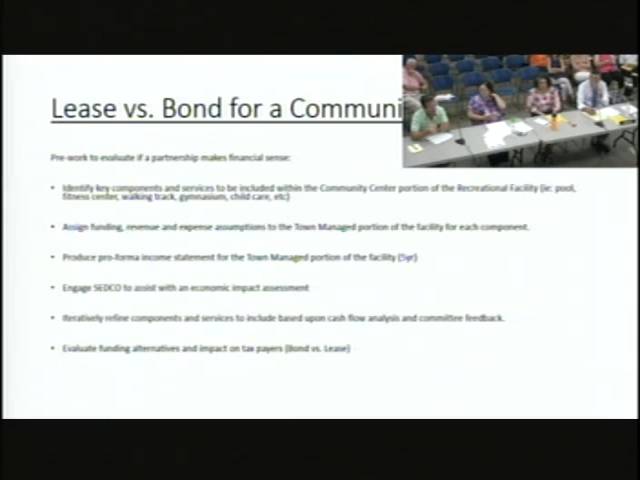 Lease vs. Bond for a Communi
Pre-work to evaluate if a partnership makes financial sense:
• Identify key components and services to be included within the Community Center portion of the Recreational Facility (ie: pool,
fitness center, walking track, gymnasium, child care, etc)
• Assign funding, revenue and expense assumptions to the Town Managed portion of the facility for each component.
• Produce pro-forma income statement for the Town Managed portion of the facility (5yr)
• Engage SEDCO to assist with an economic impact assessment
• Iteratively refine components and services to include based upon cash flow analysis and committee feedback.
• Evaluate funding alternatives and impact on tax payers (Bond vs. Lease)